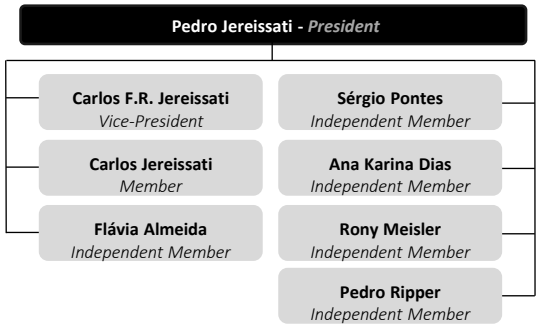 Pedro Jereissati - President
Carlos F.R. Jereissati
Vice-President
Sérgio Pontes
Independent Member
Carlos Jereissati
Member
Ana Karina Dias
Independent Member
Flávia Almeida
Independent Member
Rony Meisler
Independent Member
Pedro Ripper
Independent Member